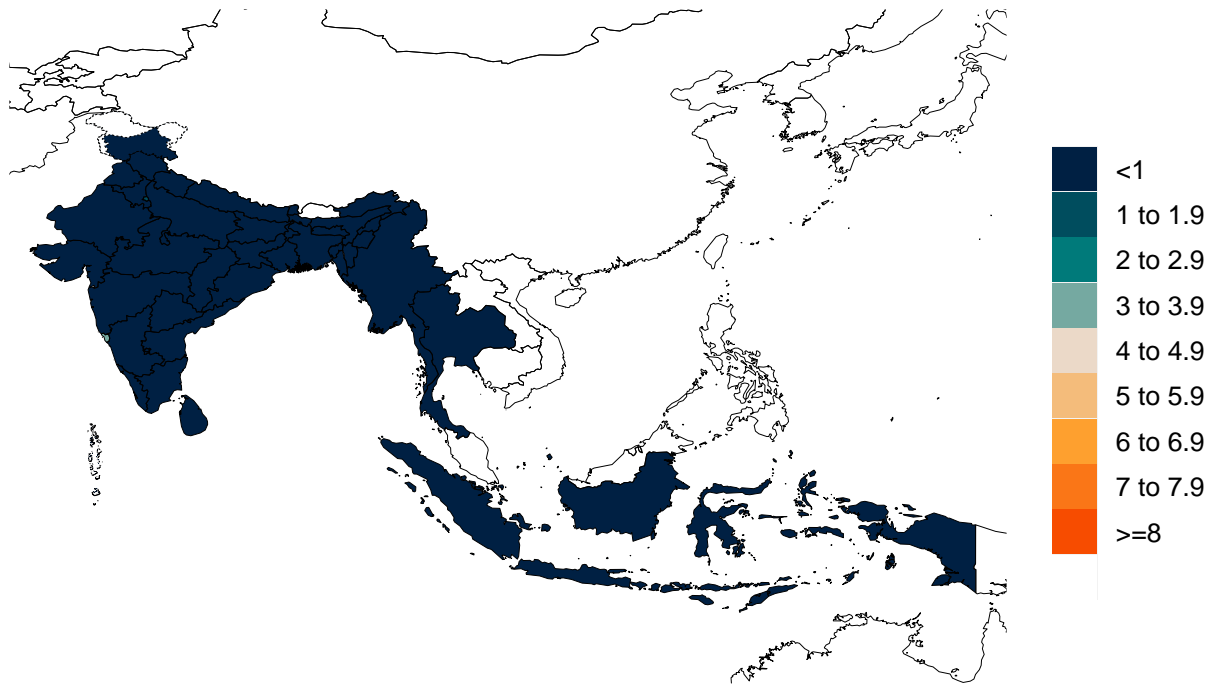 <1
1 to 1.9
2 to 2.9
3 to 3.9
4 to 4.9
5 to 5.9
6 to 6.9
7 to 7.9
>=8